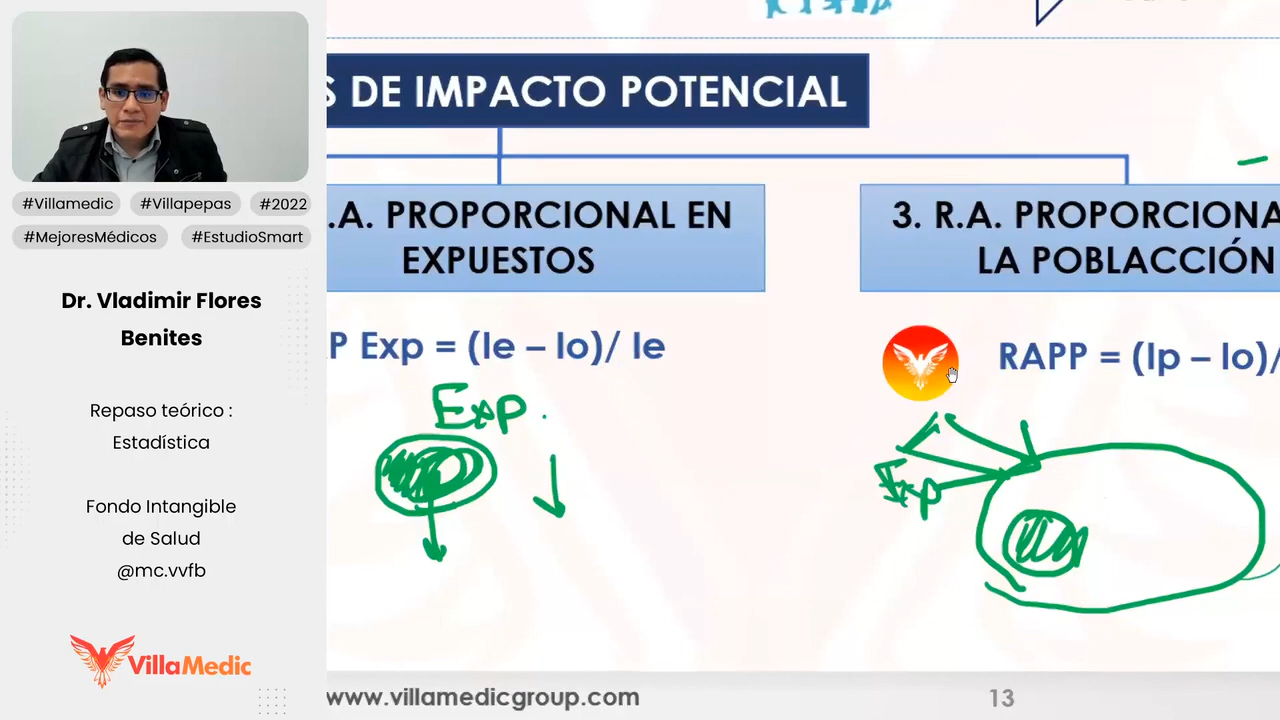 #Villamedic #Villapepas #2022
#MejoresMédicos #EstudioSmart
Dr. Vladimir Flores
Benites
Repaso teórico :
Estadística
Fondo Intangible
de Salud
@mc.vvfb
VillaMedic
S DE IMPACTO POTENCIAL
.A. PROPORCIONAL EN
EXPUESTOS
P Exp = (Ie – Io)/ Ie
Exp.
3. R.A. PROPORCIONA
LA POBLACCIÓN
RAPP = (Ip – Io)/
Exp
www.villamedicgroup.com
13